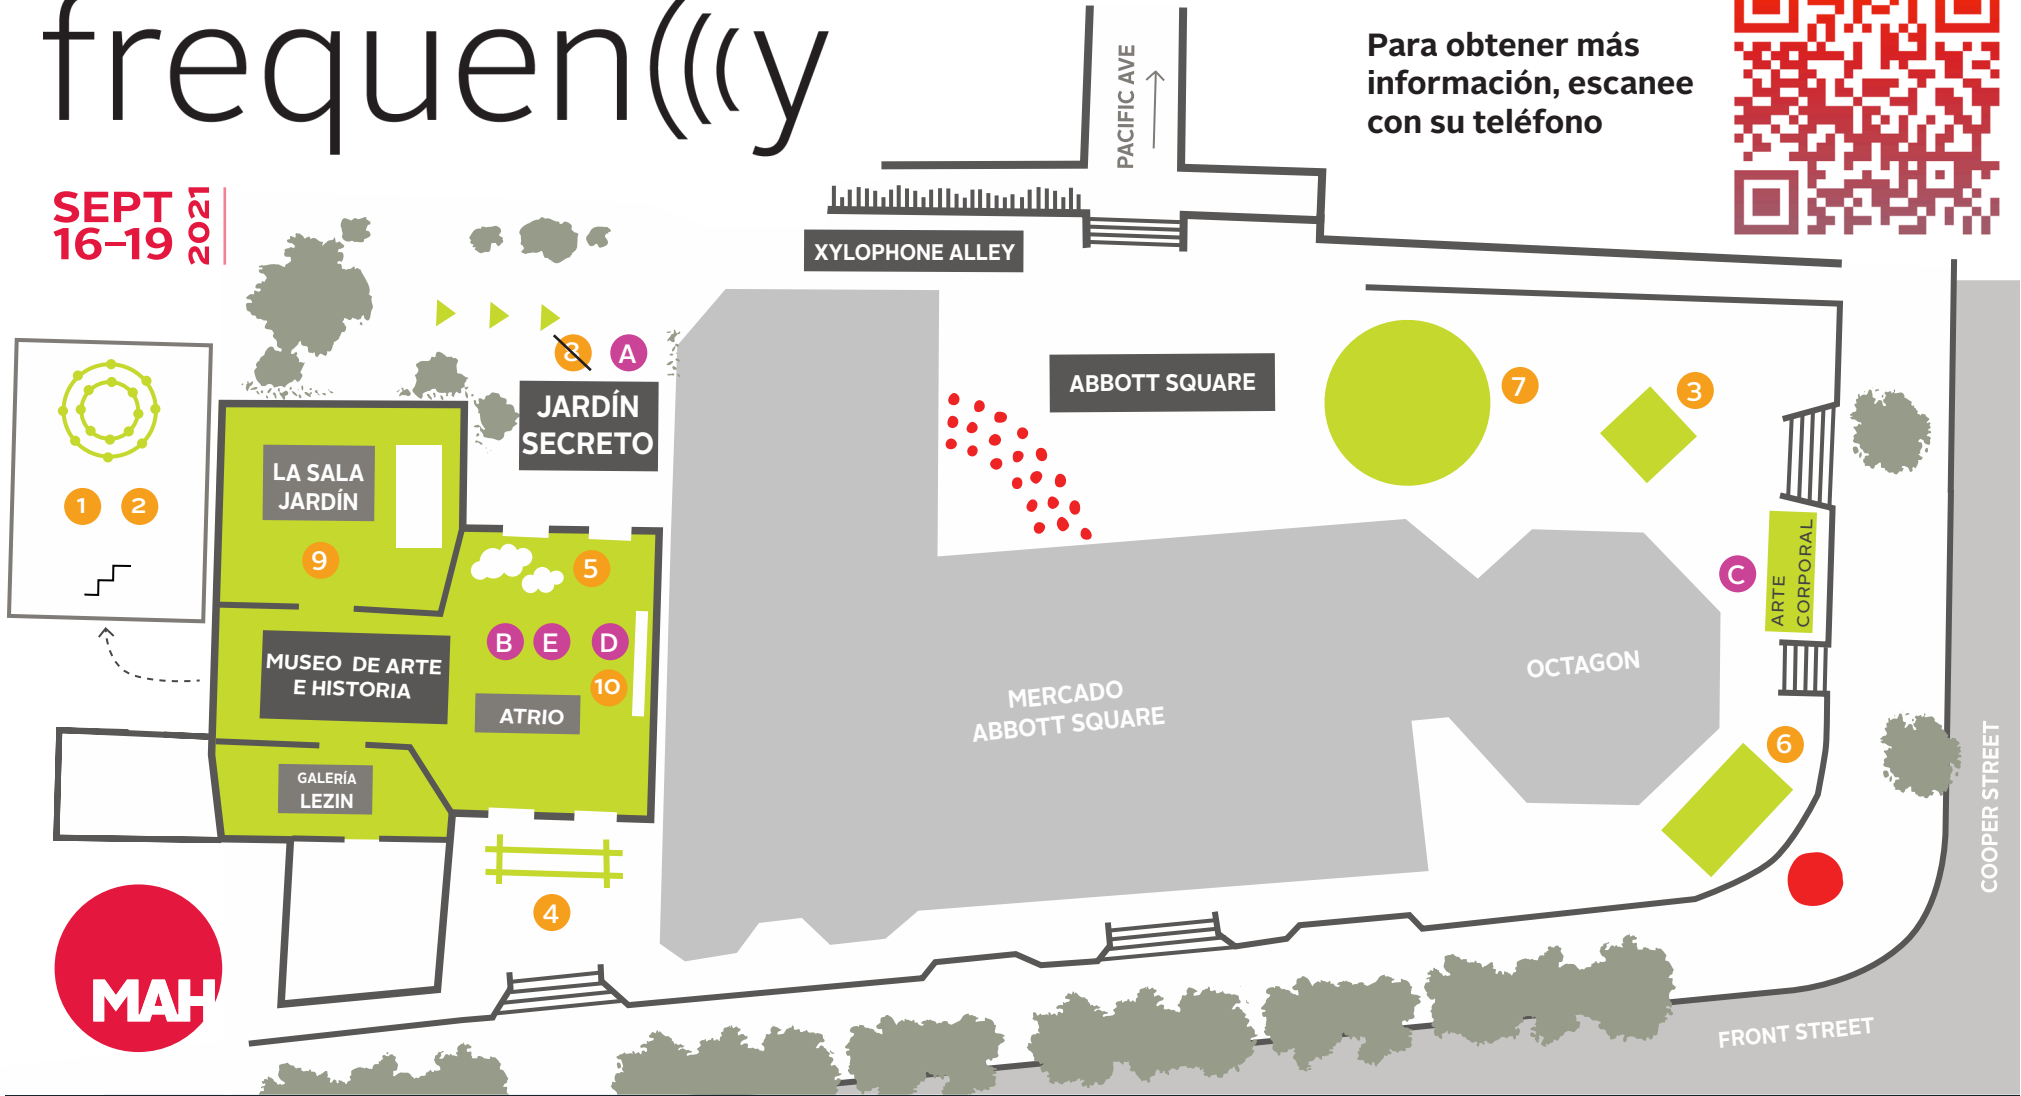 frequen(((y
SEPT
16–19
2021
Para obtener más
información, escanee
con su teléfono
PACIFIC AVE
XYLOPHONE ALLEY
8
A
JARDÍN
SECRETO
ABBOTT SQUARE
7
3
1
2
LA SALA
JARDÍN
9
5
C
ARTE
CORPORAL
B
E
D
10
MUSEO DE ARTE
E HISTORIA
ATRIO
MERCADO
ABBOTT SQUARE
OCTAGON
GALERÍA
LEZIN
6
4
COOPER STREET
MAH
FRONT STREET